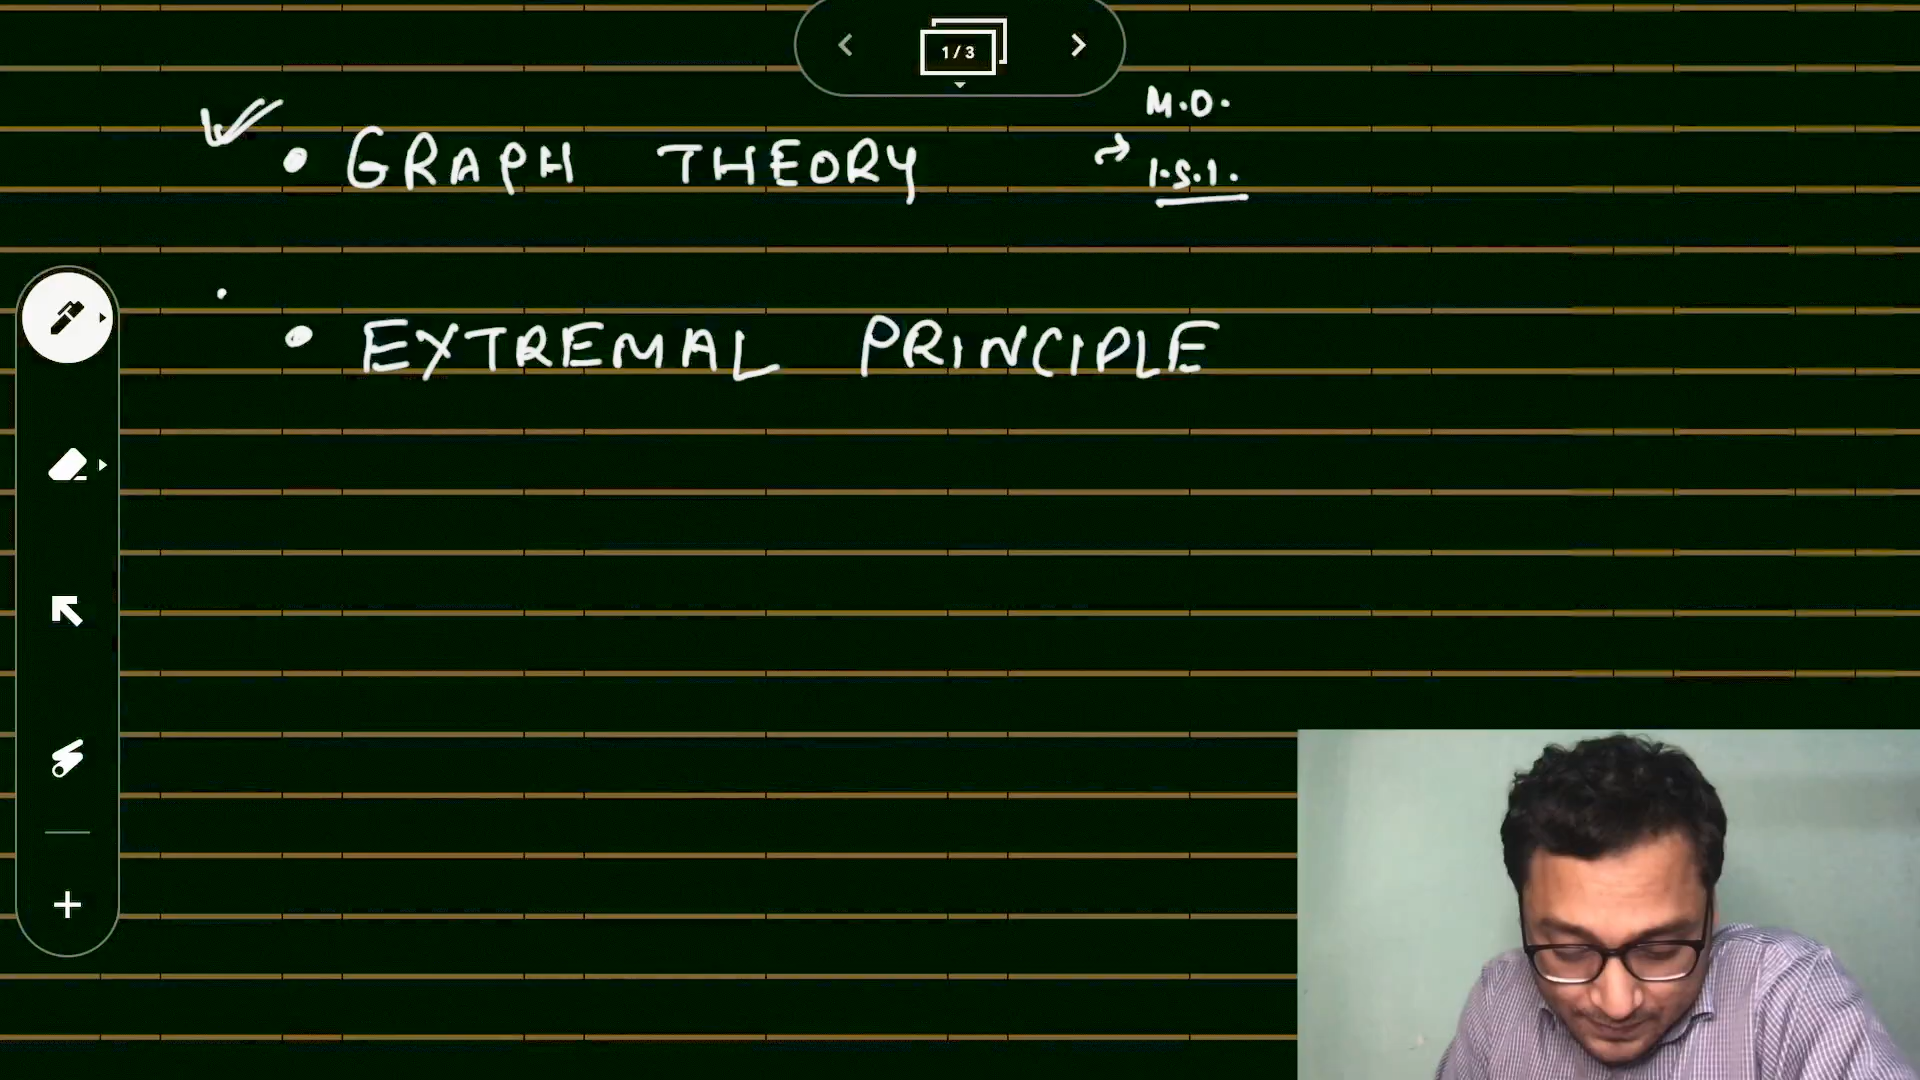 1 / 3
M.O.
• GRAPH THEORY → I.S.I.
• EXTREMAL PRINCIPLE